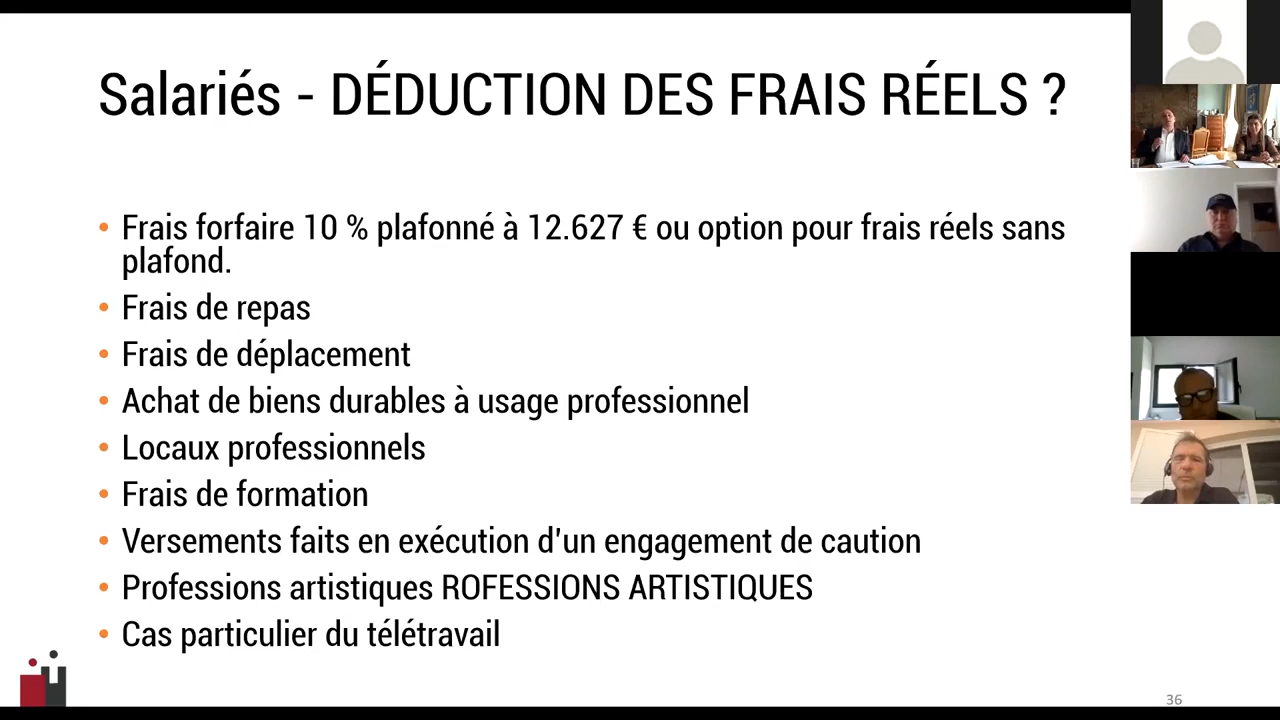 Salariés - DÉDUCTION DES FRAIS RÉELS ?
• Frais forfaire 10 % plafonné à 12.627 € ou option pour frais réels sans
plafond.
• Frais de repas
• Frais de déplacement
• Achat de biens durables à usage professionnel
• Locaux professionnels
• Frais de formation
• Versements faits en exécution d'un engagement de caution
• Professions artistiques ROFESSIONS ARTISTIQUES
• Cas particulier du télétravail
36